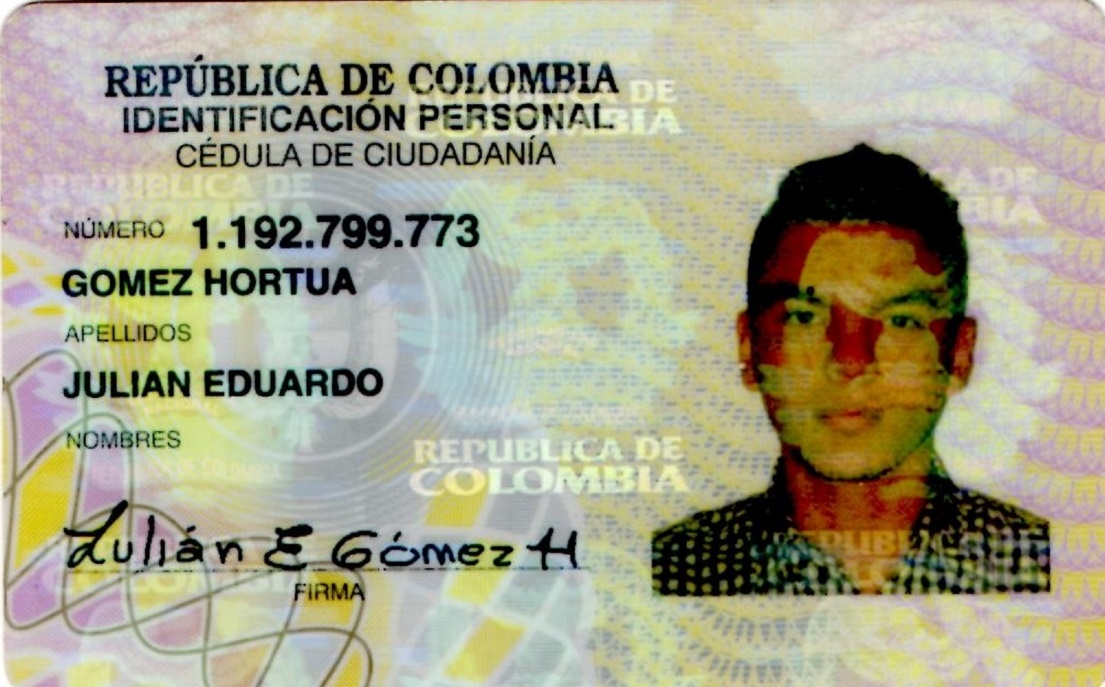 REPÚBLICA DE COLOMBIA
IDENTIFICACIÓN PERSONAL
CÉDULA DE CIUDADANÍA
NÚMERO 1.192.799.773
GOMEZ HORTUA
APELLIDOS
JULIAN EDUARDO
NOMBRES
Julián E Gómez H
FIRMA
REPUBLICA DE
COLOMBIA